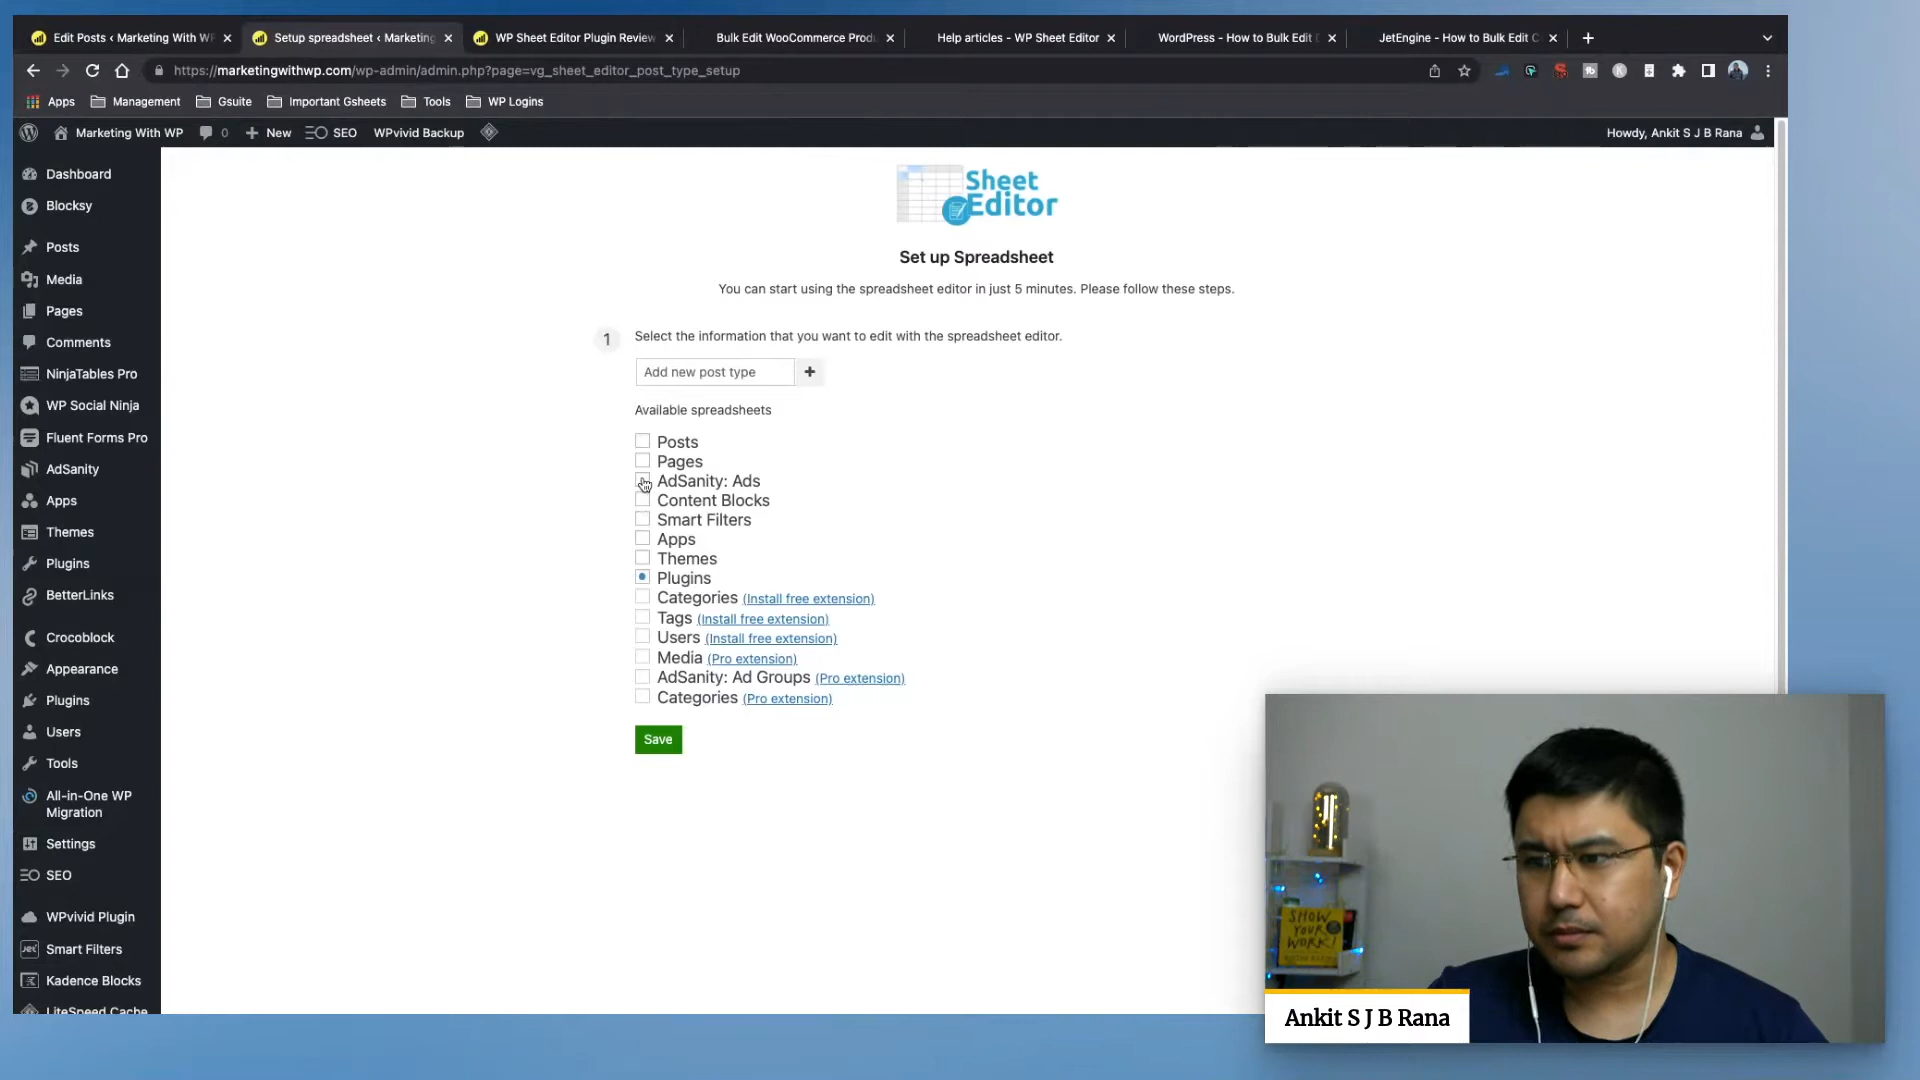 Edit Posts ‹ Marketing With WP
Setup spreadsheet ‹ Marketing
WP Sheet Editor Plugin Review
Bulk Edit WooCommerce Produ
Help articles - WP Sheet Editor
WordPress - How to Bulk Edit
JetEngine - How to Bulk Edit C
https://marketingwithwp.com/wp-admin/admin.php?page=vg_sheet_editor_post_type_setup
Apps
Management
Gsuite
Important Gsheets
Tools
WP Logins
Marketing With WP
0
New
SEO
WPvivid Backup
Howdy, Ankit S J B Rana
Dashboard
Blocksy
Posts
Media
Pages
Comments
NinjaTables Pro
WP Social Ninja
Fluent Forms Pro
AdSanity
Apps
Themes
Plugins
BetterLinks
Crocoblock
Appearance
Plugins
Users
Tools
All-in-One WP
Migration
Settings
SEO
WPvivid Plugin
Smart Filters
Kadence Blocks
LiteSpeed Cache
Sheet
Editor
Set up Spreadsheet
You can start using the spreadsheet editor in just 5 minutes. Please follow these steps.
1
Select the information that you want to edit with the spreadsheet editor.
Add new post type
+
Available spreadsheets
Posts
Pages
AdSanity: Ads
Content Blocks
Smart Filters
Apps
Themes
Plugins
Categories (Install free extension)
Tags (Install free extension)
Users (Install free extension)
Media (Pro extension)
AdSanity: Ad Groups (Pro extension)
Categories (Pro extension)
Save
SHOW
YOUR
WORK!
Ankit S J B Rana